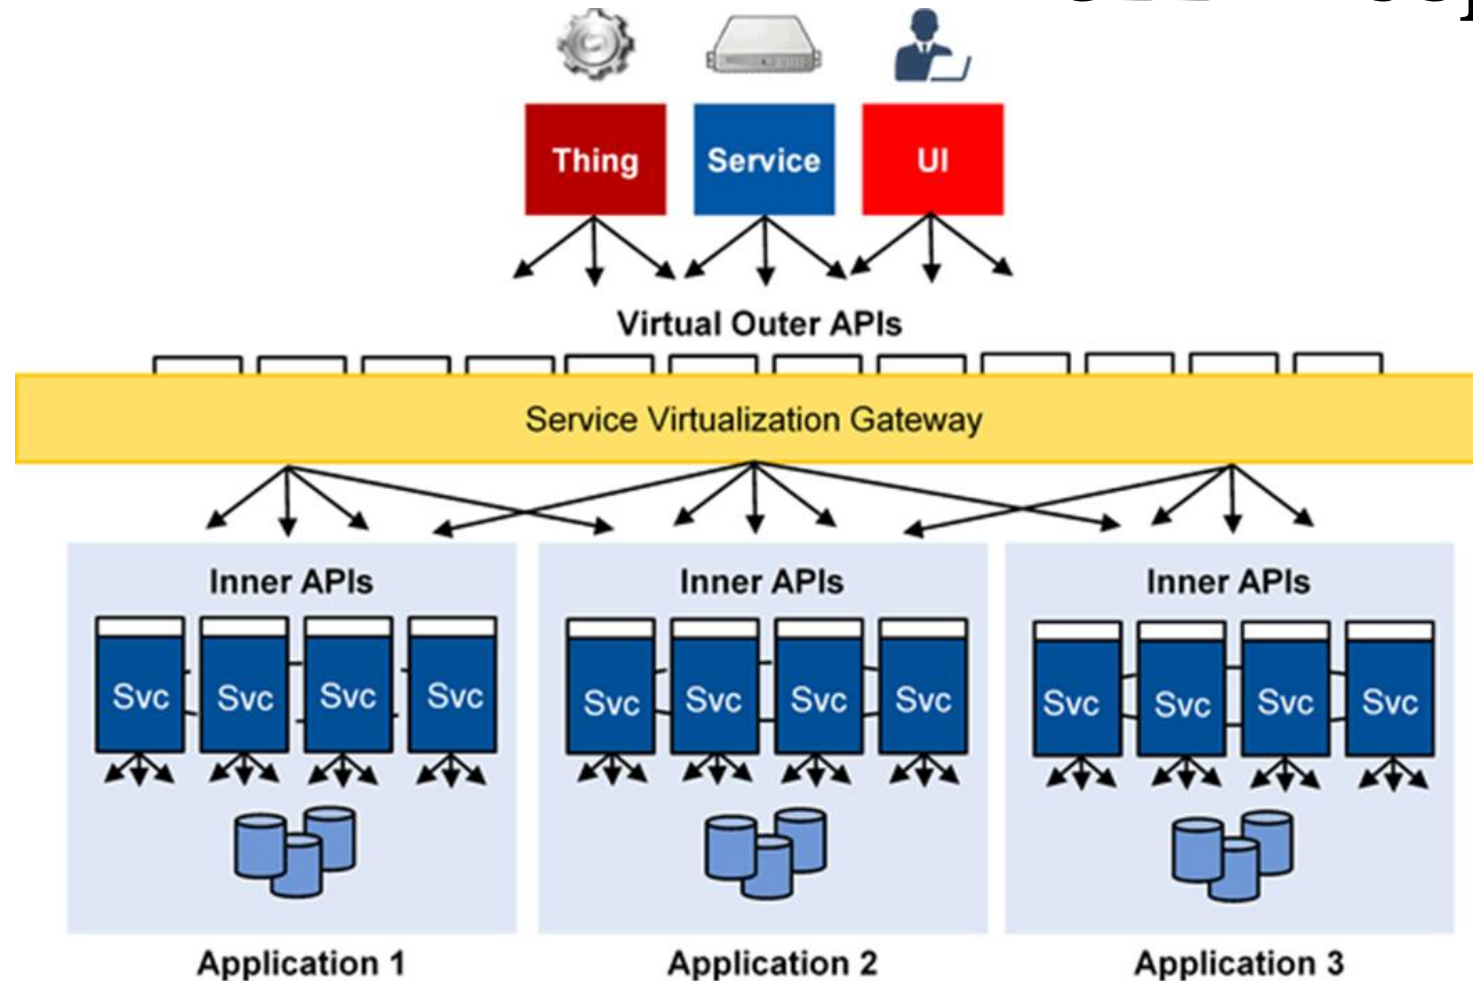 Thing
Service
UI
Virtual Outer APIs
Service Virtualization Gateway
Inner APIs
Inner APIs
Inner APIs
Svc Svc Svc Svc
Svc Svc Svc Svc
Svc Svc Svc Svc
Application 1
Application 2
Application 3